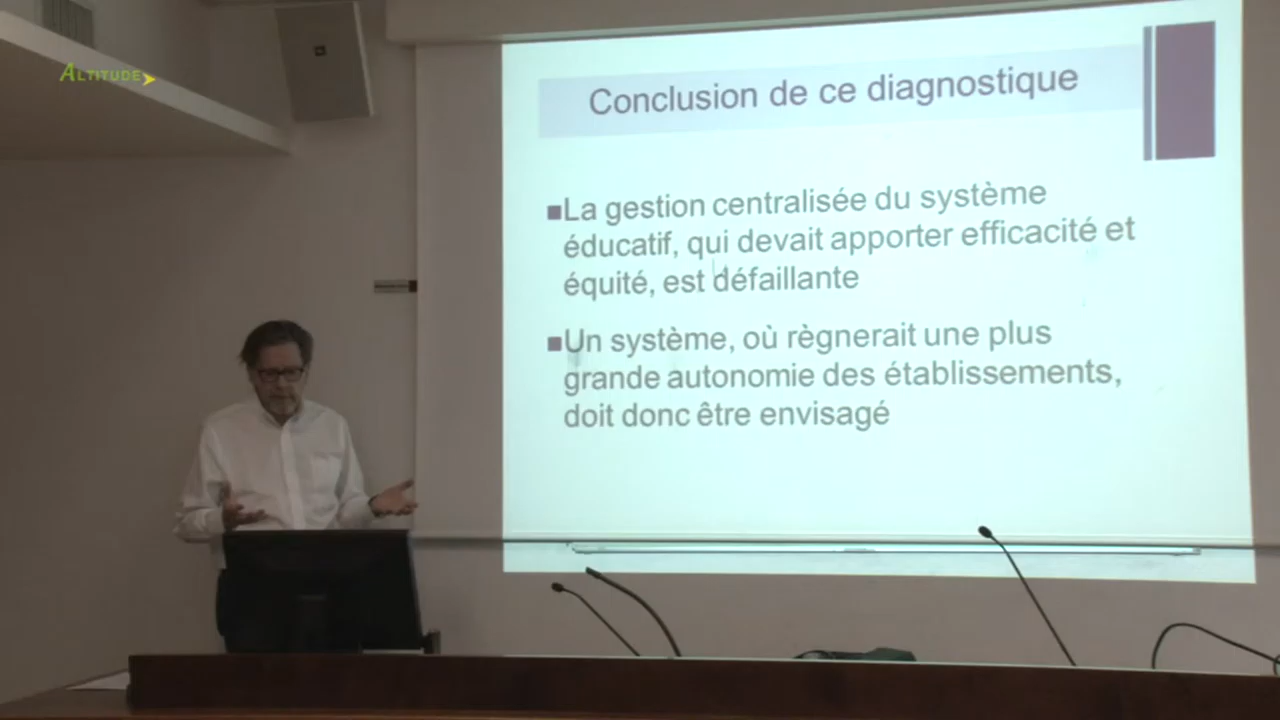 ALTITUDE
Conclusion de ce diagnostique
La gestion centralisée du système
éducatif, qui devait apporter efficacité et
équité, est défaillante
Un système, où règnerait une plus
grande autonomie des établissements,
doit donc être envisagé